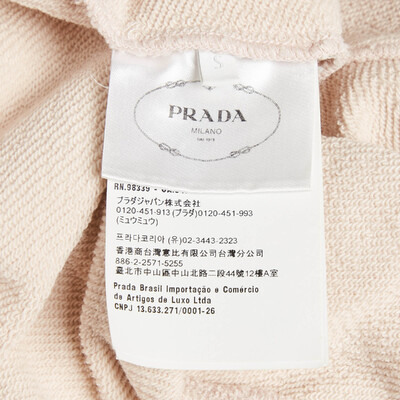 S
PRADA
MILANO
DAL 1913
RN.98339 - CA.
プラダジャパン株式会社
0120-451-913 (プラダ)0120-451-993
(ミュウミュウ)
프라다코리아 (유)02-3443-2323
香港商台灣意比有限公司台灣分公司
886-2-2571-5255
臺北市中山區中山北路二段44號12樓A室
Prada Brasil Importação e Comércio
de Artigos de Luxo Ltda
CNPJ 13.633.271/0001-26